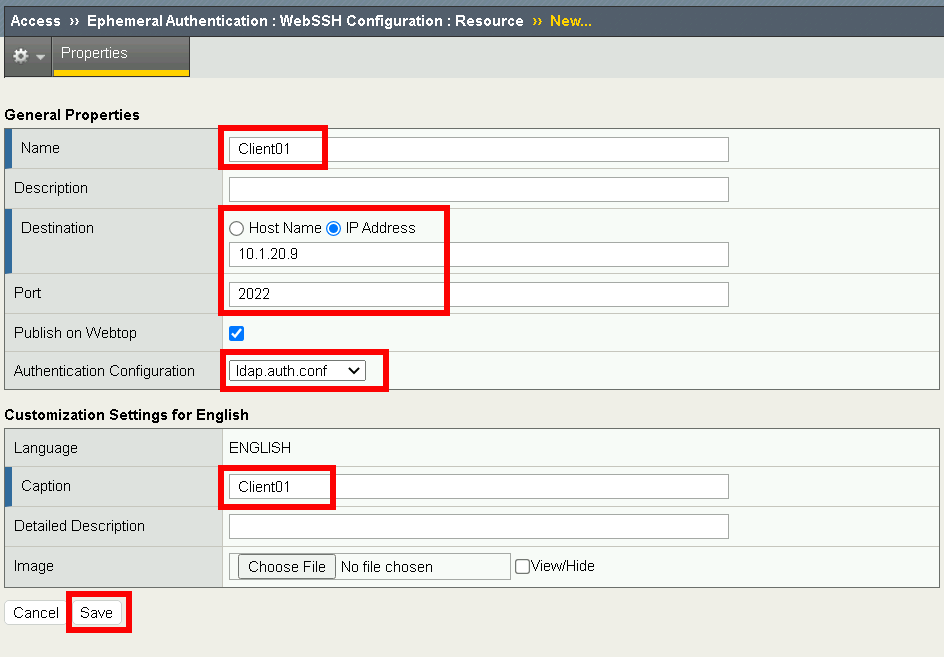 Access ›› Ephemeral Authentication : WebSSH Configuration : Resource ›› New...
Properties
General Properties
Name Client01
Description
Destination Host Name IP Address
10.1.20.9
Port 2022
Publish on Webtop
Authentication Configuration ldap.auth.conf
Customization Settings for English
Language ENGLISH
Caption Client01
Detailed Description
Image Choose File No file chosen View/Hide
Cancel Save